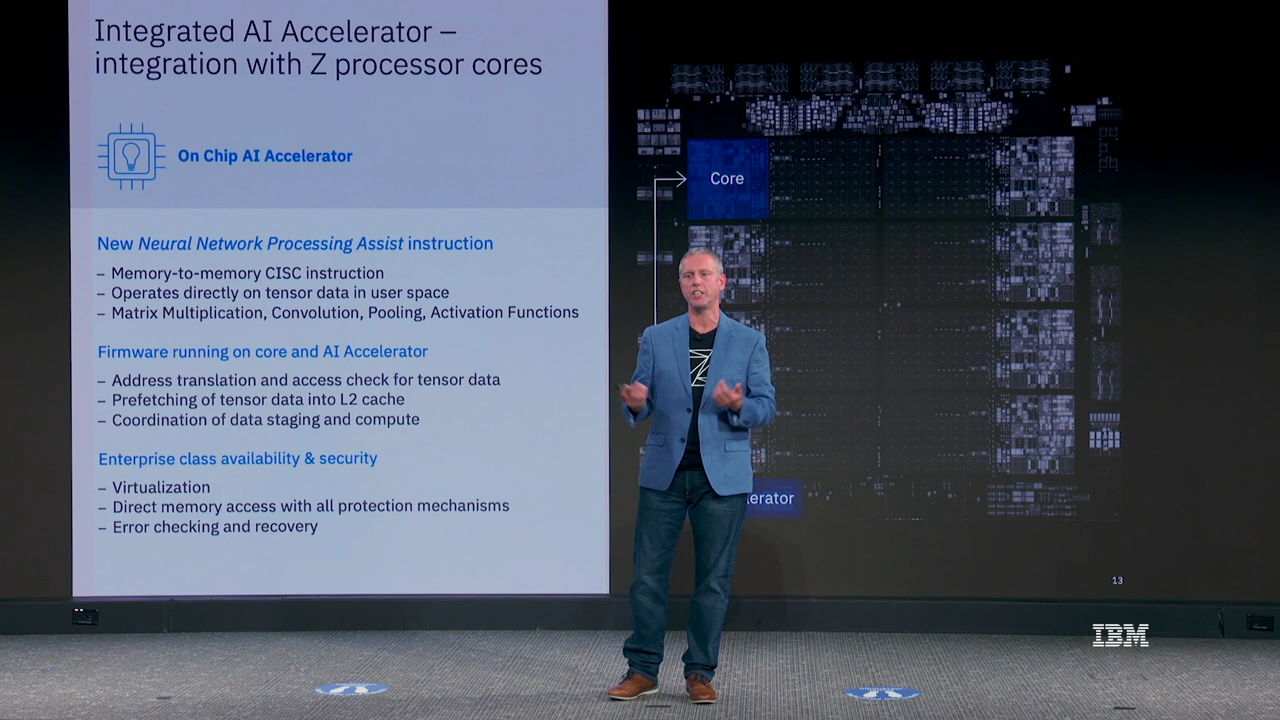 Integrated AI Accelerator –
integration with Z processor cores
On Chip AI Accelerator
New Neural Network Processing Assist instruction
– Memory-to-memory CISC instruction
– Operates directly on tensor data in user space
– Matrix Multiplication, Convolution, Pooling, Activation Functions
Firmware running on core and AI Accelerator
– Address translation and access check for tensor data
– Prefetching of tensor data into L2 cache
– Coordination of data staging and compute
Enterprise class availability & security
– Virtualization
– Direct memory access with all protection mechanisms
– Error checking and recovery
Core
erator
Z
13
IBM